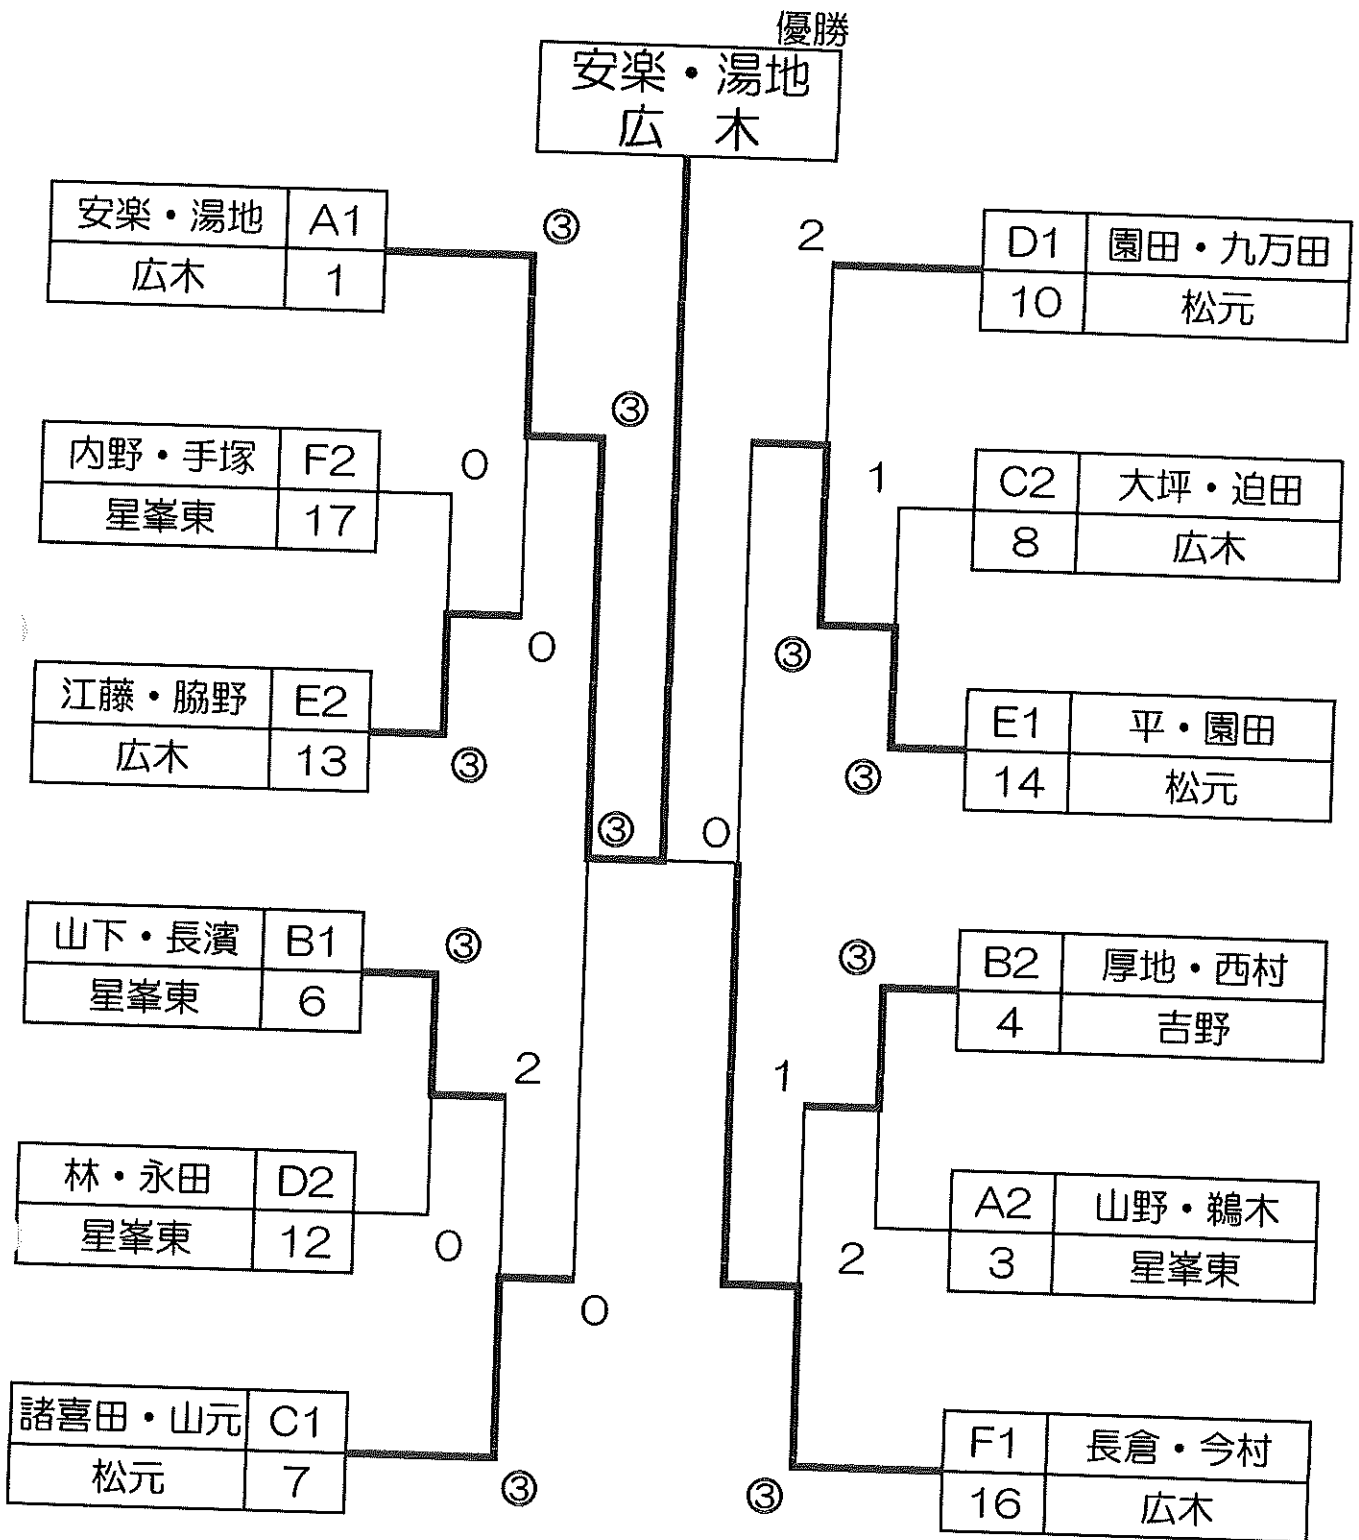 優勝
安楽・湯地
広 木
安楽・湯地 A1
広木 1
③
2
D1 園田・九万田
10 松元
③
内野・手塚 F2
星峯東 17
0
1
C2 大坪・迫田
8 広木
0
③
江藤・脇野 E2
広木 13
③
③
E1 平・園田
14 松元
③
0
山下・長濱 B1
星峯東 6
③
③
B2 厚地・西村
4 吉野
2
1
林・永田 D2
星峯東 12
0
2
A2 山野・鵜木
3 星峯東
0
諸喜田・山元 C1
松元 7
③
③
F1 長倉・今村
16 広木